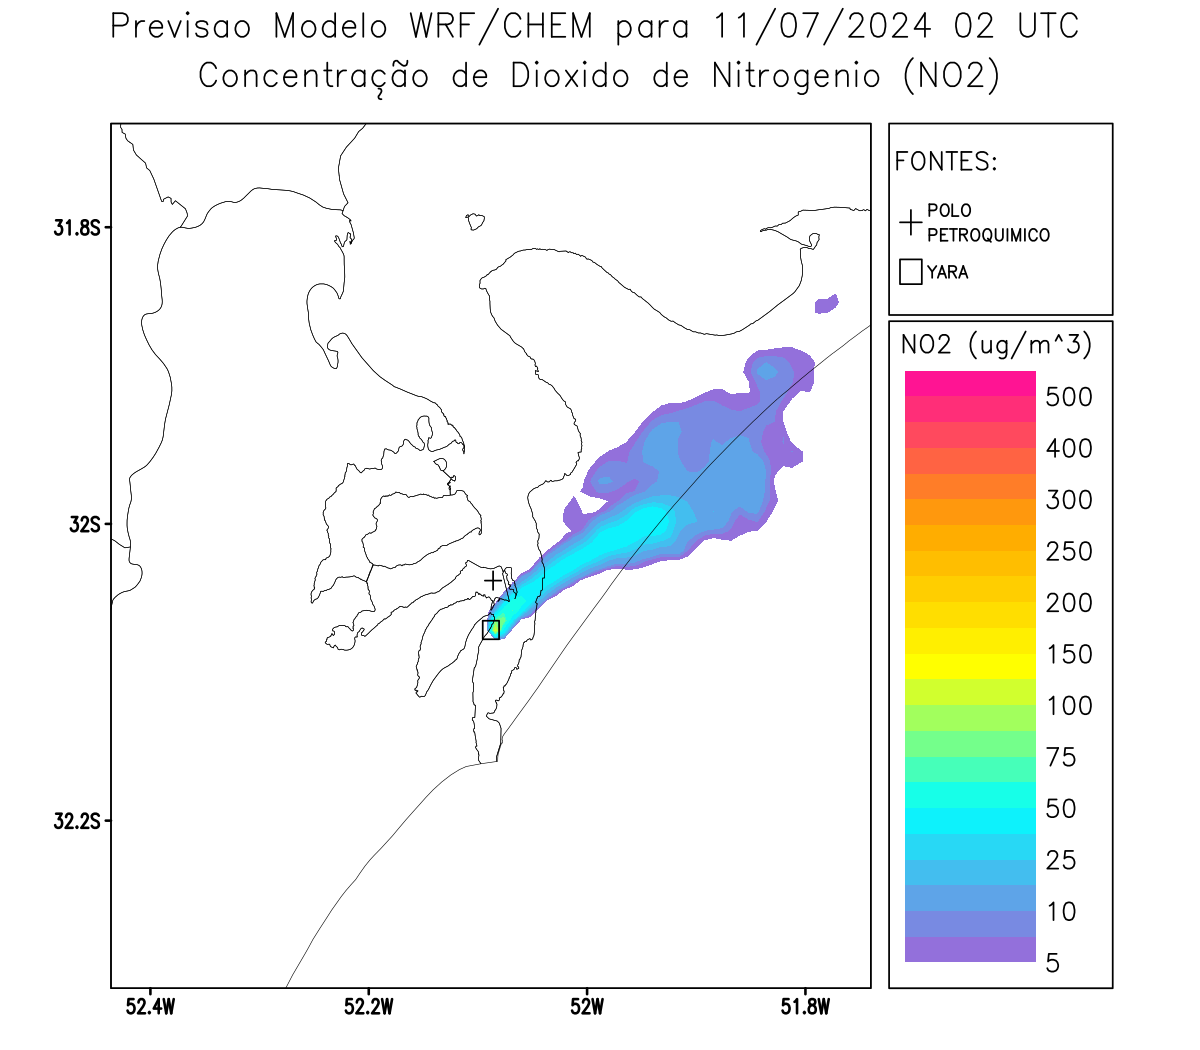 Previsao Modelo WRF/CHEM para 11/07/2024 02 UTC
Concentração de Dioxido de Nitrogenio (NO2)
FONTES:
POLO
PETROQUIMICO
YARA
NO2 (ug/m^3)
500
400
300
250
200
150
100
75
50
25
10
5
31.8S
32S
32.2S
52.4W
52.2W
52W
51.8W